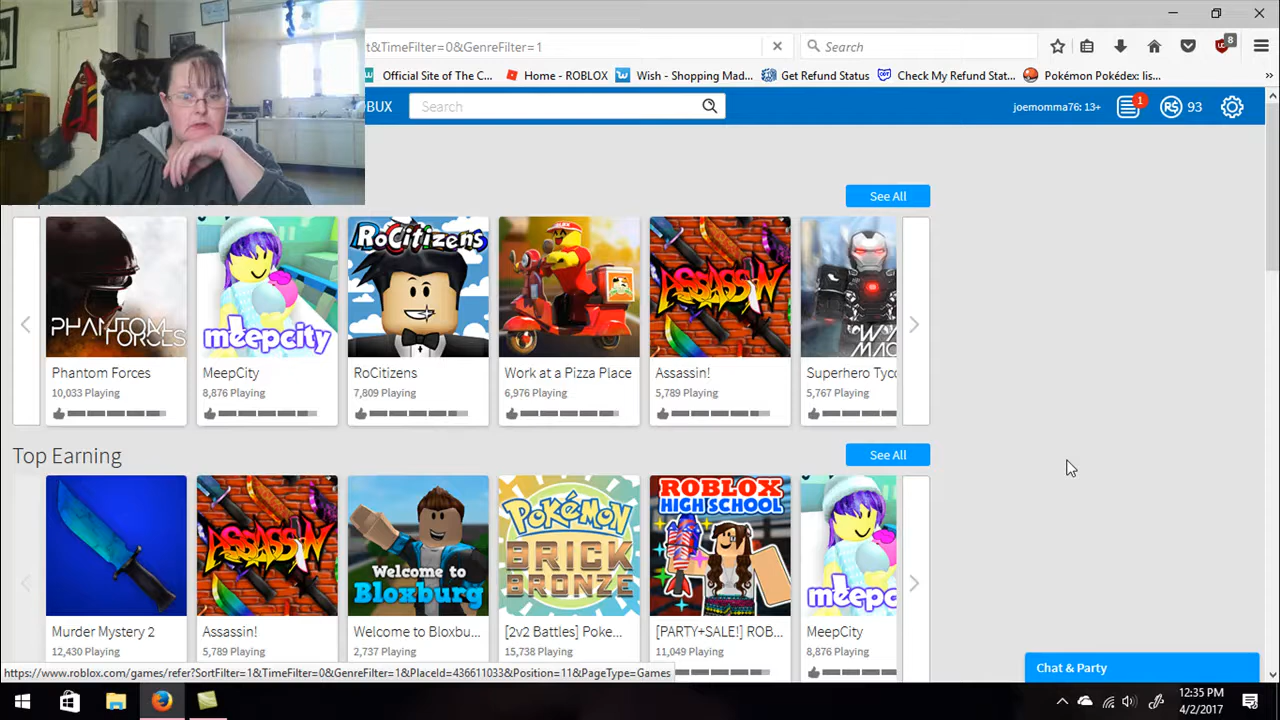 t&TimeFilter=0&GenreFilter=1
Search
8
Official Site of The C...
Home - ROBLOX
Wish - Shopping Mad...
Get Refund Status
Check My Refund Stat...
Pokémon Pokédex: lis...
BUX
Search
joemomma76: 13+
1
R$ 93
See All
PHANTOM FORCES
meepcity
RoCitizens
ASSASSIN
Phantom Forces
MeepCity
RoCitizens
Work at a Pizza Place
Assassin!
Superhero Tyco
10,033 Playing
8,876 Playing
7,809 Playing
6,976 Playing
5,789 Playing
5,767 Playing
Top Earning
See All
ASSASSIN
Welcome to
Bloxburg
POKéMON
BRICK
BRONZE
ROBLOX
HIGH SCHOOL
meepc
Murder Mystery 2
Assassin!
Welcome to Bloxbu...
[2v2 Battles] Poke...
[PARTY+SALE!] ROB...
MeepCity
12,430 Playing
5,789 Playing
2,737 Playing
15,738 Playing
11,049 Playing
8,876 Playing
https://www.roblox.com/games/refer?SortFilter=1&TimeFilter=0&GenreFilter=1&PlaceId=436611033&Position=11&PageType=Games
Chat & Party
12:35 PM
4/2/2017